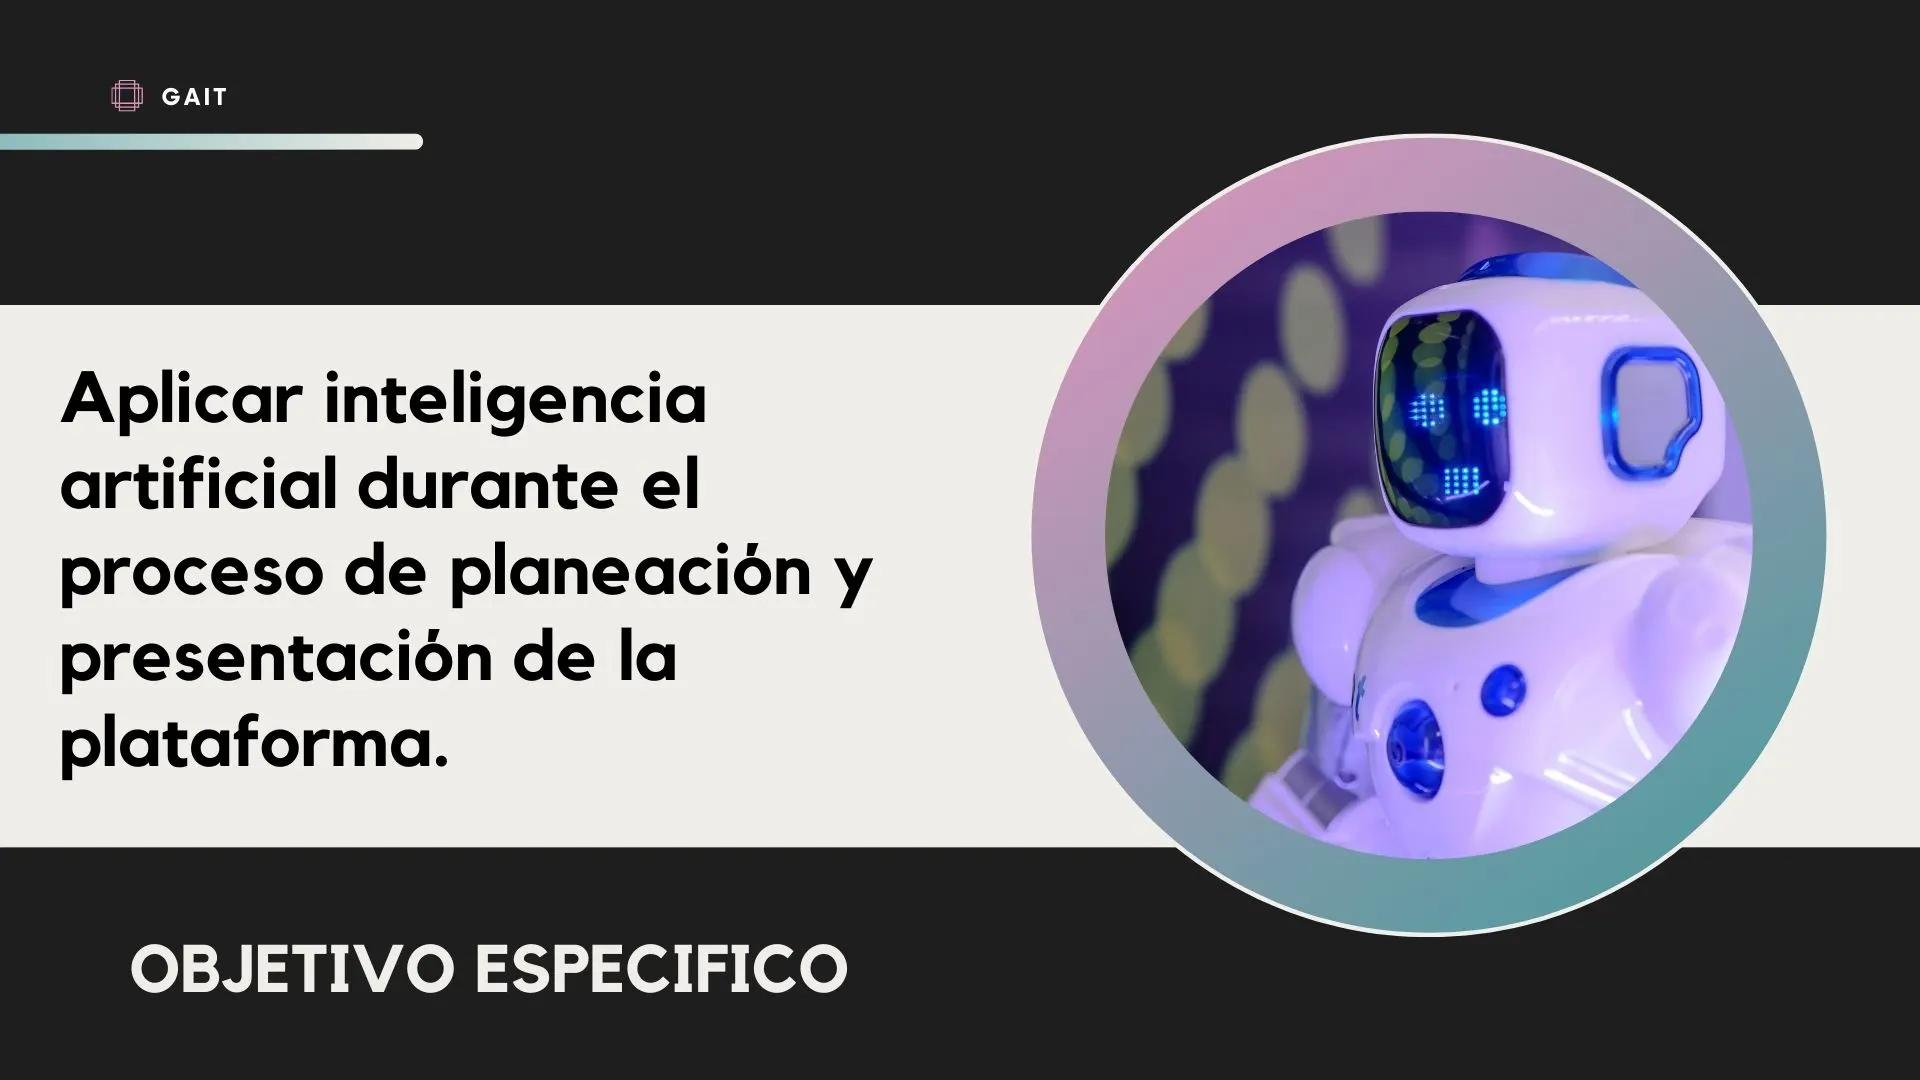 GAIT
Aplicar inteligencia
artificial durante el
proceso de planeación y
presentación de la
plataforma.
OBJETIVO ESPECIFICO